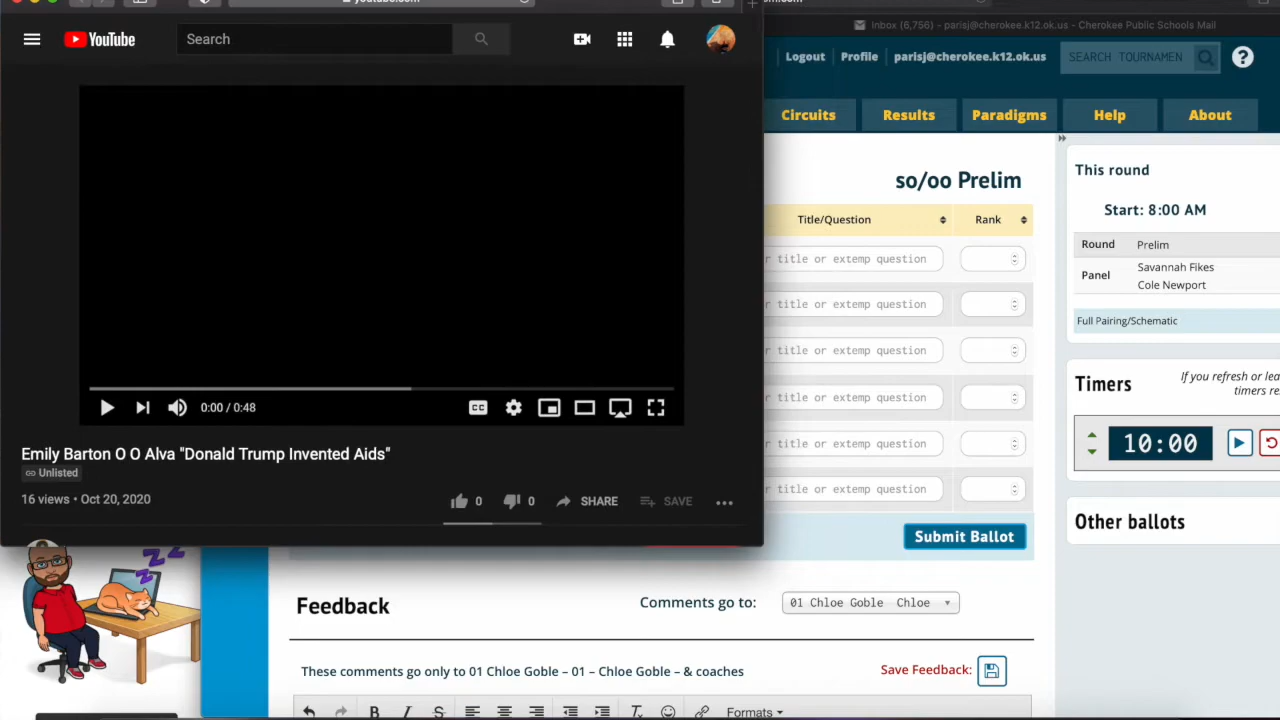 youtube.com
YouTube
Search
0:00 / 0:48
Emily Barton O O Alva "Donald Trump Invented Aids"
Unlisted
16 views • Oct 20, 2020
0
0
SHARE
SAVE
Inbox (6,756) - parisj@cherokee.k12.ok.us - Cherokee Public Schools Mail
Logout
Profile
parisj@cherokee.k12.ok.us
SEARCH TOURNAMEN
?
Circuits
Results
Paradigms
Help
About
so/oo Prelim
Title/Question
Rank
title or extemp question
title or extemp question
title or extemp question
title or extemp question
title or extemp question
title or extemp question
Submit Ballot
This round
Start: 8:00 AM
Round Prelim
Panel Savannah Fikes
Cole Newport
Full Pairing/Schematic
Timers
If you refresh or lea
timers re
10:00
Other ballots
Feedback
Comments go to:
01 Chloe Goble Chloe
These comments go only to 01 Chloe Goble – 01 – Chloe Goble – & coaches
Save Feedback:
B I S
Formats
Z Z Z